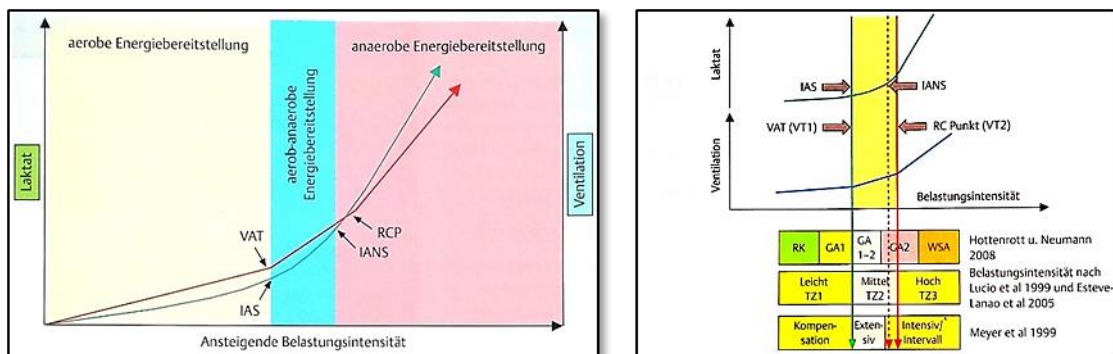 aerobe Energiebereitstellung
anaerobe Energiebereitstellung
aerob-anaerobe
Energiebereitstellung
Laktat
Ventilation
VAT
IAS
RCP
IANS
Ansteigende Belastungsintensität
Laktat
IAS
IANS
VAT (VT1)
RC Punkt (VT2)
Ventilation
Belastungsintensität
RK
GA1
GA
1–2
GA2
WSA
Hottenrott u. Neumann
2008
Leicht
TZ1
Mittel
TZ2
Hoch
TZ3
Belastungsintensität nach
Lucio et al 1999 und Esteve-
Lanao et al 2005
Kompen-
sation
Exten-
siv
Intensiv/
Intervall
Meyer et al 1999